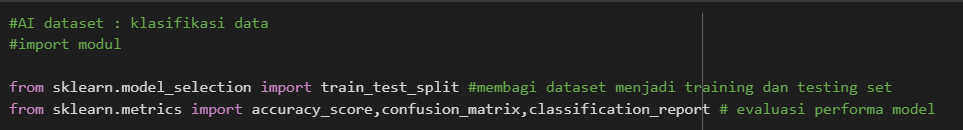 #AI dataset : klasifikasi data
#import modul
from sklearn.model_selection import train_test_split #membagi dataset menjadi training dan testing set
from sklearn.metrics import accuracy_score,confusion_matrix,classification_report # evaluasi performa model